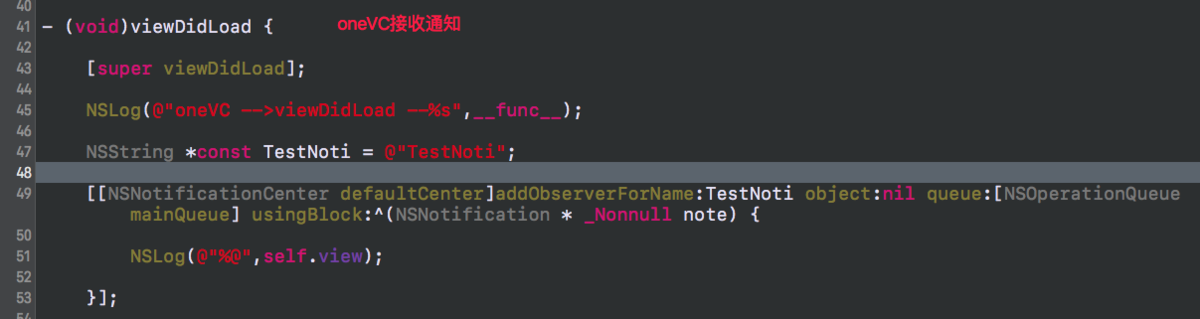 40
41 - (void)viewDidLoad { oneVC接收通知
42
43 [super viewDidLoad];
44
45 NSLog(@"oneVC -->viewDidLoad --%s",__func__);
46
47 NSString *const TestNoti = @"TestNoti";
48
49 [[NSNotificationCenter defaultCenter]addObserverForName:TestNoti object:nil queue:[NSOperationQueue
mainQueue] usingBlock:^(NSNotification * _Nonnull note) {
50
51 NSLog(@"%@",self.view);
52
53 }];
54